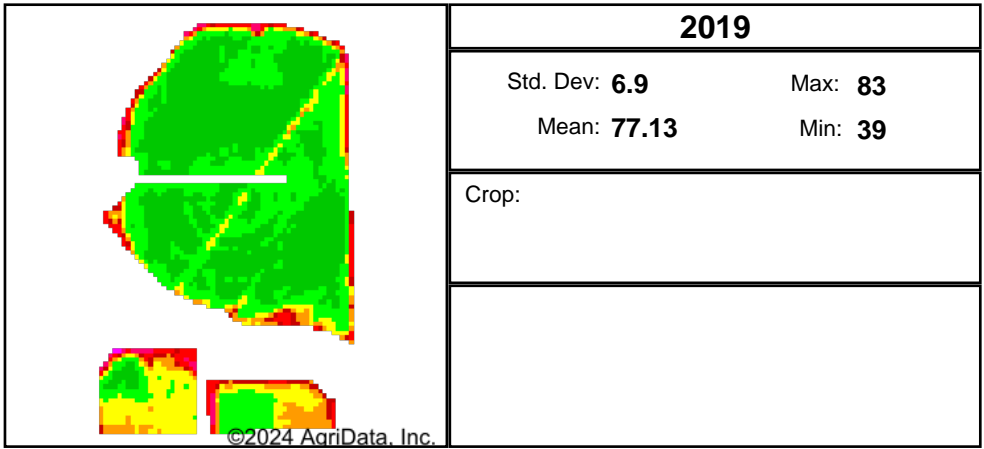 2019
Std. Dev: 6.9 Max: 83
Mean: 77.13 Min: 39
Crop:
©2024 AgriData, Inc.